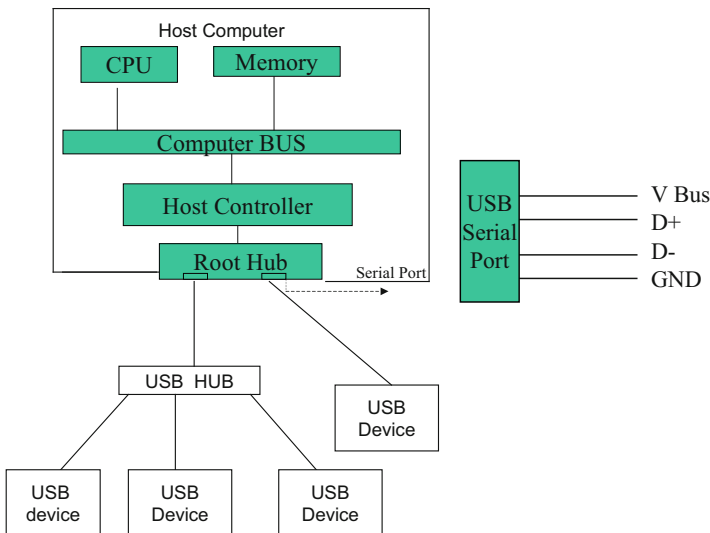 Host Computer
CPU
Memory
Computer BUS
Host Controller
Root Hub
Serial Port
USB HUB
USB
Device
USB
device
USB
Device
USB
Device
USB
Serial
Port
V Bus
D+
D-
GND